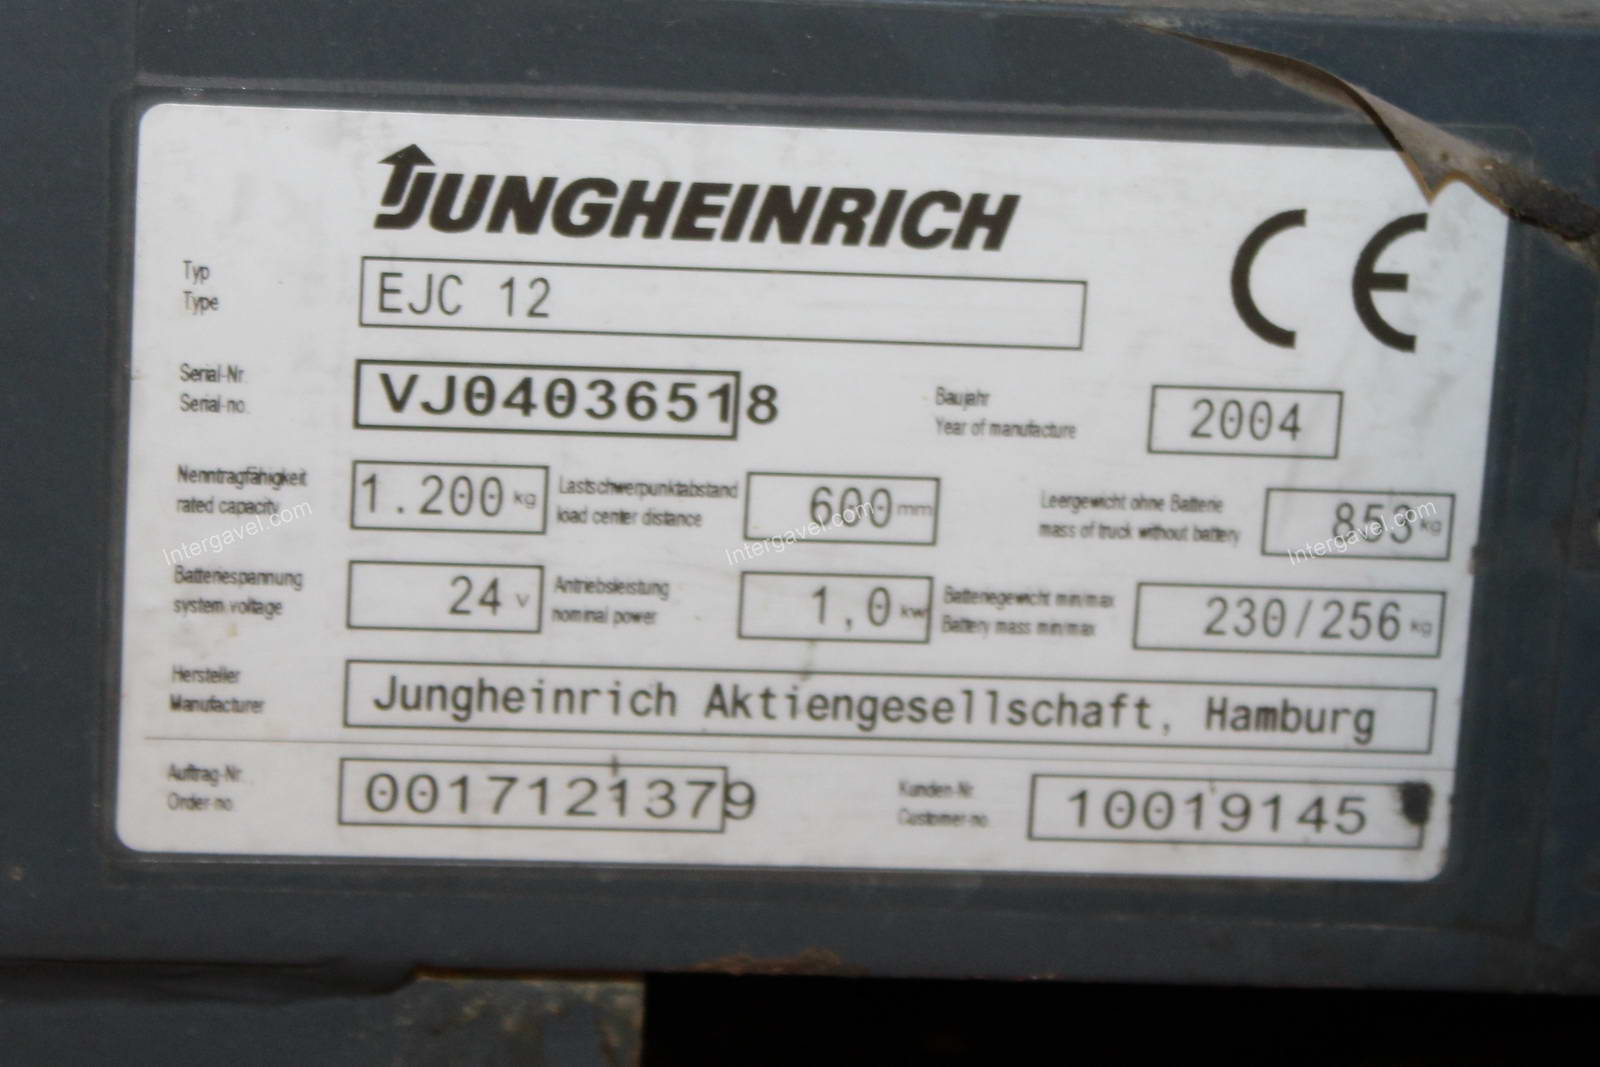 JUNGHEINRICH
CE
Typ
Type
EJC 12
Serial-Nr.
Serial-no.
VJ04036518
Baujahr
Year of manufacture
2004
Nenntragfähigkeit
rated capacity
1.200 kg
Lastschwerpunktabstand
load center distance
600 mm
Leergewicht ohne Batterie
mass of truck without battery
853 kg
Intergavel.com
Intergavel.com
Intergavel.com
Batteriespannung
system voltage
24 V
Antriebsleistung
nominal power
1,0 kW
Batteriegewicht min/max
Battery mass min/max
230/256 kg
Hersteller
Manufacturer
Jungheinrich Aktiengesellschaft, Hamburg
Auftrag-Nr.
Order-no.
0017121379
Kunden-Nr.
Customer-no.
10019145